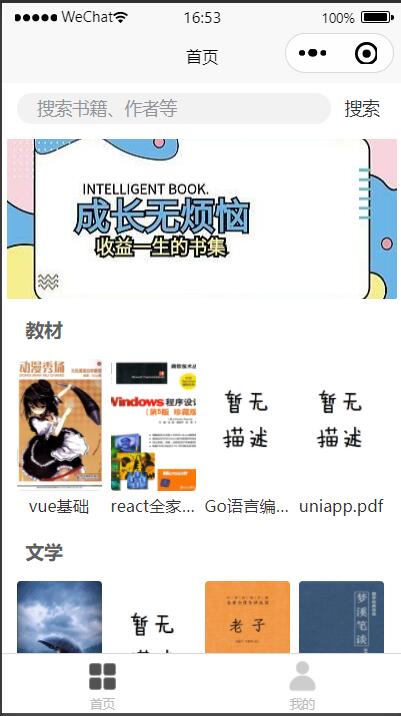 WeChat
16:53
100%
首页
搜索书籍、作者等
搜索
INTELLIGENT BOOK.
成长无烦恼
收益一生的书集
教材
动漫秀场
Windows 程序设计
(第5版 珍藏版)
Microsoft
暂无
描述
暂无
描述
vue基础
react全家...
Go语言编...
uniapp.pdf
文学
暂无
老子
梦溪笔谈
首页
我的